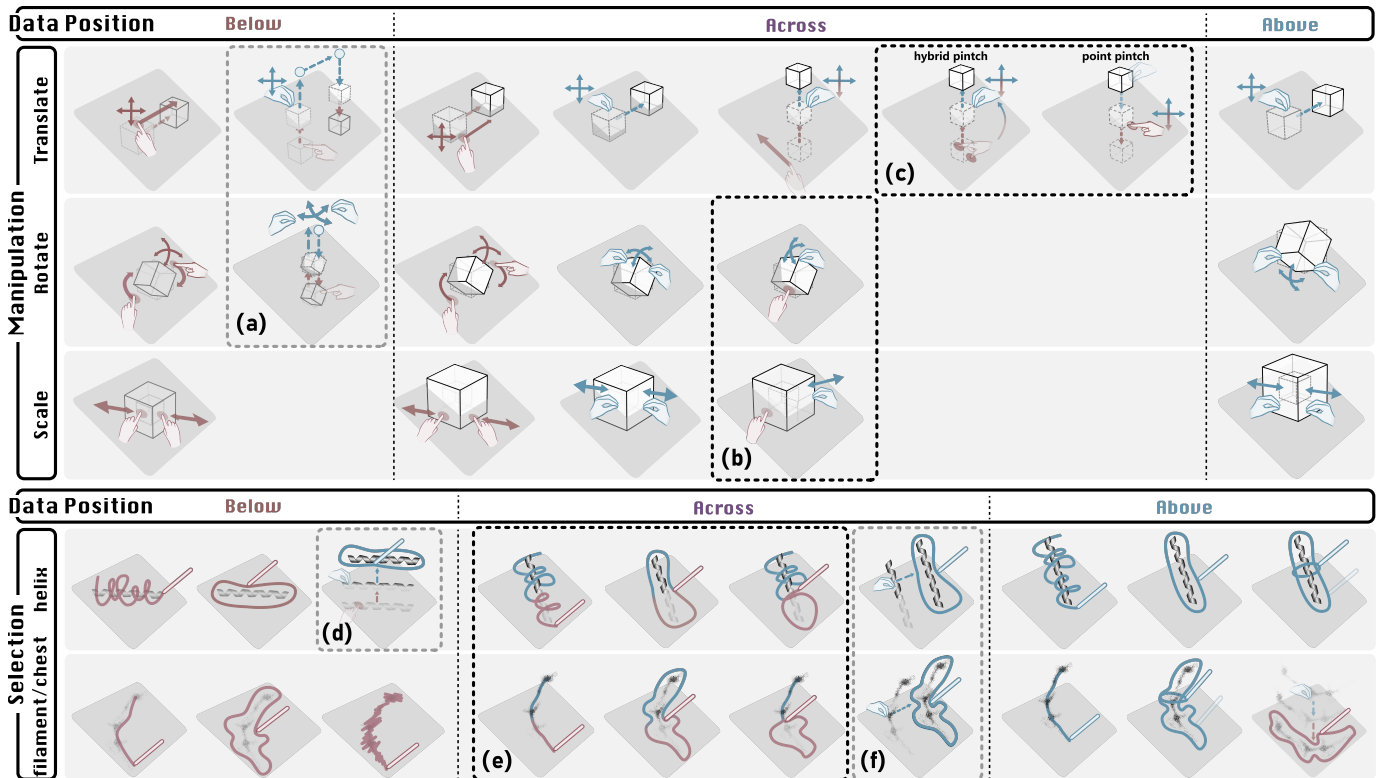 Data Position Below Across Above
Manipulation
Translate
hybrid pintch
point pintch
(c)
Rotate
(a)
Scale
(b)
Data Position Below Across Above
Selection
helix
(d)
filament/chest
(e)
(f)